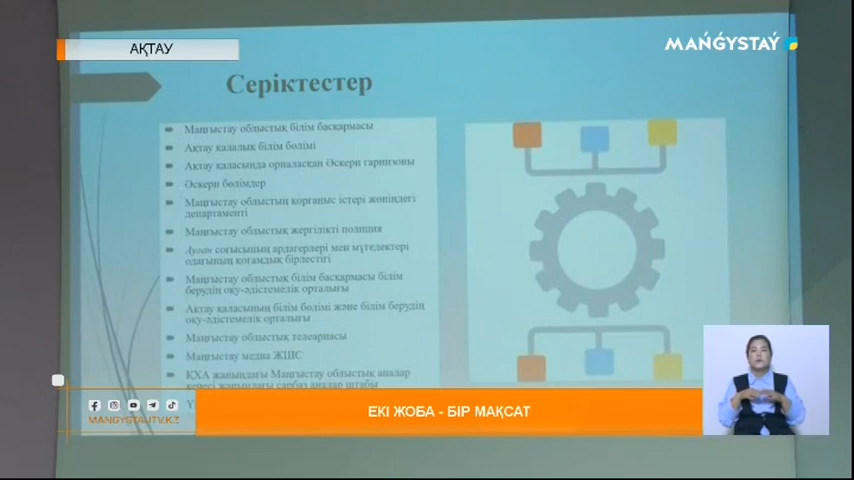 АҚТАУ
MAŃǴYSTAÝ
Серіктестер
Маңғыстау облыстық білім басқармасы
Ақтау қалалық білім бөлімі
Ақтау қаласында орналасқан Әскери гарнизоны
Әскери бөлімдер
Маңғыстау облыстың қорғаныс істері жөніндегі
департаменті
Маңғыстау облыстық жергілікті полиция
Ауған соғысының ардагерлері мен мүгедектері
одағының қоғамдық бірлестігі
Маңғыстау облыстық білім басқармасы білім
берудің оқу-әдістемелік орталығы
Ақтау қаласының білім бөлімі және білім берудің
оқу-әдістемелік орталығы
Маңғыстау облыстық телеарнасы
Маңғыстау медиа ЖШС
ҚХА жанындағы Маңғыстау облыстық аналар
кеңесі жанындағы сарбаз аналар штабы
ЕКІ ЖОБА - БІР МАҚСАТ
MANGYSTAUTV.KZ